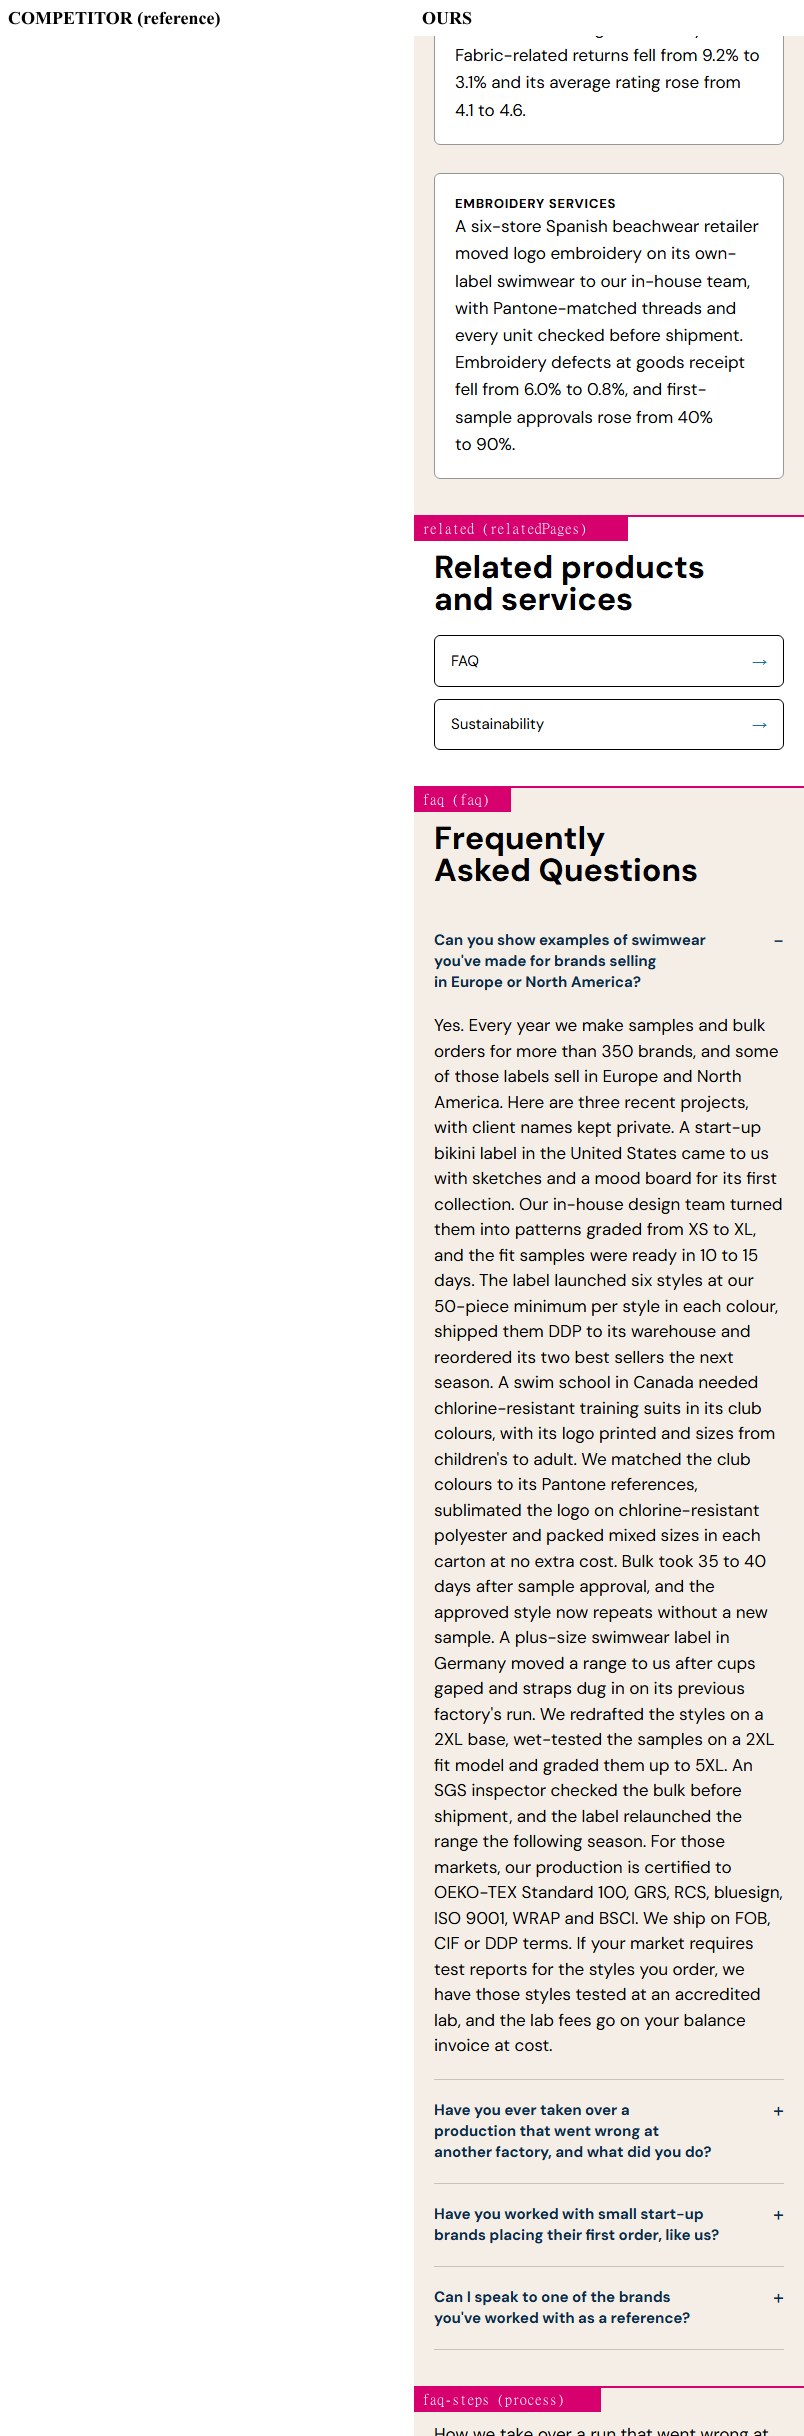 COMPETITOR (reference)
OURS
Fabric-related returns fell from 9.2% to
3.1% and its average rating rose from
4.1 to 4.6.
EMBROIDERY SERVICES
A six-store Spanish beachwear retailer
moved logo embroidery on its own-
label swimwear to our in-house team,
with Pantone-matched threads and
every unit checked before shipment.
Embroidery defects at goods receipt
fell from 6.0% to 0.8%, and first-
sample approvals rose from 40%
to 90%.
related (relatedPages)
Related products
and services
FAQ →
Sustainability →
faq (faq)
Frequently
Asked Questions
Can you show examples of swimwear −
you've made for brands selling
in Europe or North America?
Yes. Every year we make samples and bulk
orders for more than 350 brands, and some
of those labels sell in Europe and North
America. Here are three recent projects,
with client names kept private. A start-up
bikini label in the United States came to us
with sketches and a mood board for its first
collection. Our in-house design team turned
them into patterns graded from XS to XL,
and the fit samples were ready in 10 to 15
days. The label launched six styles at our
50-piece minimum per style in each colour,
shipped them DDP to its warehouse and
reordered its two best sellers the next
season. A swim school in Canada needed
chlorine-resistant training suits in its club
colours, with its logo printed and sizes from
children's to adult. We matched the club
colours to its Pantone references,
sublimated the logo on chlorine-resistant
polyester and packed mixed sizes in each
carton at no extra cost. Bulk took 35 to 40
days after sample approval, and the
approved style now repeats without a new
sample. A plus-size swimwear label in
Germany moved a range to us after cups
gaped and straps dug in on its previous
factory's run. We redrafted the styles on a
2XL base, wet-tested the samples on a 2XL
fit model and graded them up to 5XL. An
SGS inspector checked the bulk before
shipment, and the label relaunched the
range the following season. For those
markets, our production is certified to
OEKO-TEX Standard 100, GRS, RCS, bluesign,
ISO 9001, WRAP and BSCI. We ship on FOB,
CIF or DDP terms. If your market requires
test reports for the styles you order, we
have those styles tested at an accredited
lab, and the lab fees go on your balance
invoice at cost.
Have you ever taken over a +
production that went wrong at
another factory, and what did you do?
Have you worked with small start-up +
brands placing their first order, like us?
Can I speak to one of the brands +
you've worked with as a reference?
faq-steps (process)
How we take over a run that went wrong at